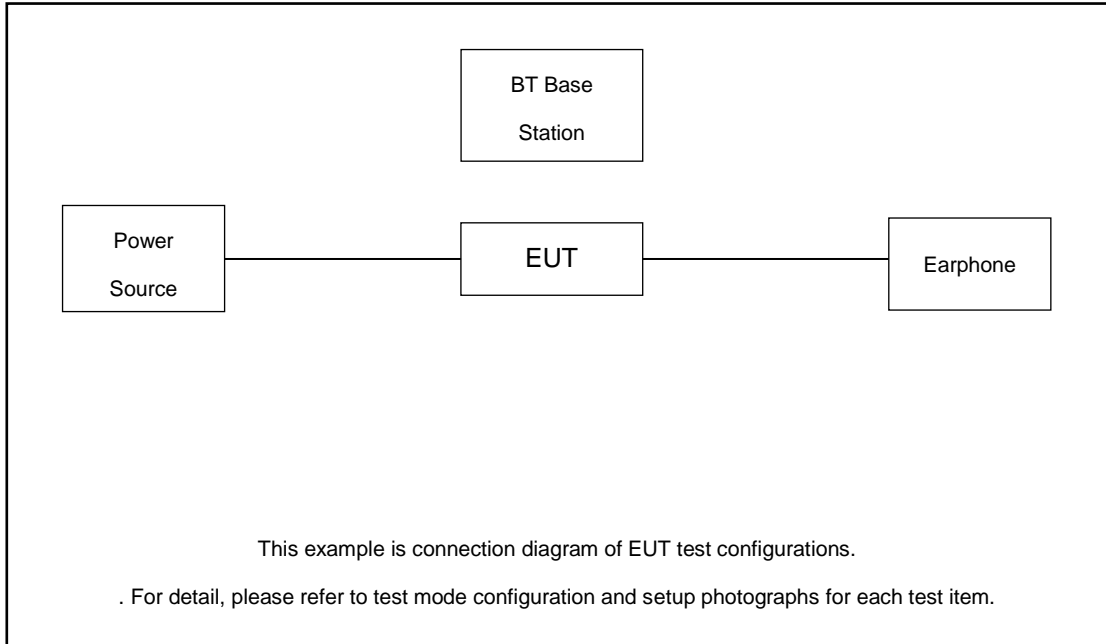 BT Base
Station
Power
Source
EUT
Earphone
This example is connection diagram of EUT test configurations.
. For detail, please refer to test mode configuration and setup photographs for each test item.